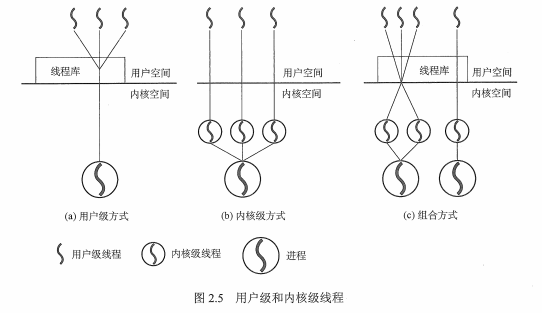 线程库
用户空间
内核空间
用户空间
内核空间
线程库
用户空间
内核空间
(a) 用户级方式
(b) 内核级方式
(c) 组合方式
用户级线程
内核级线程
进程
图 2.5 用户级和内核级线程